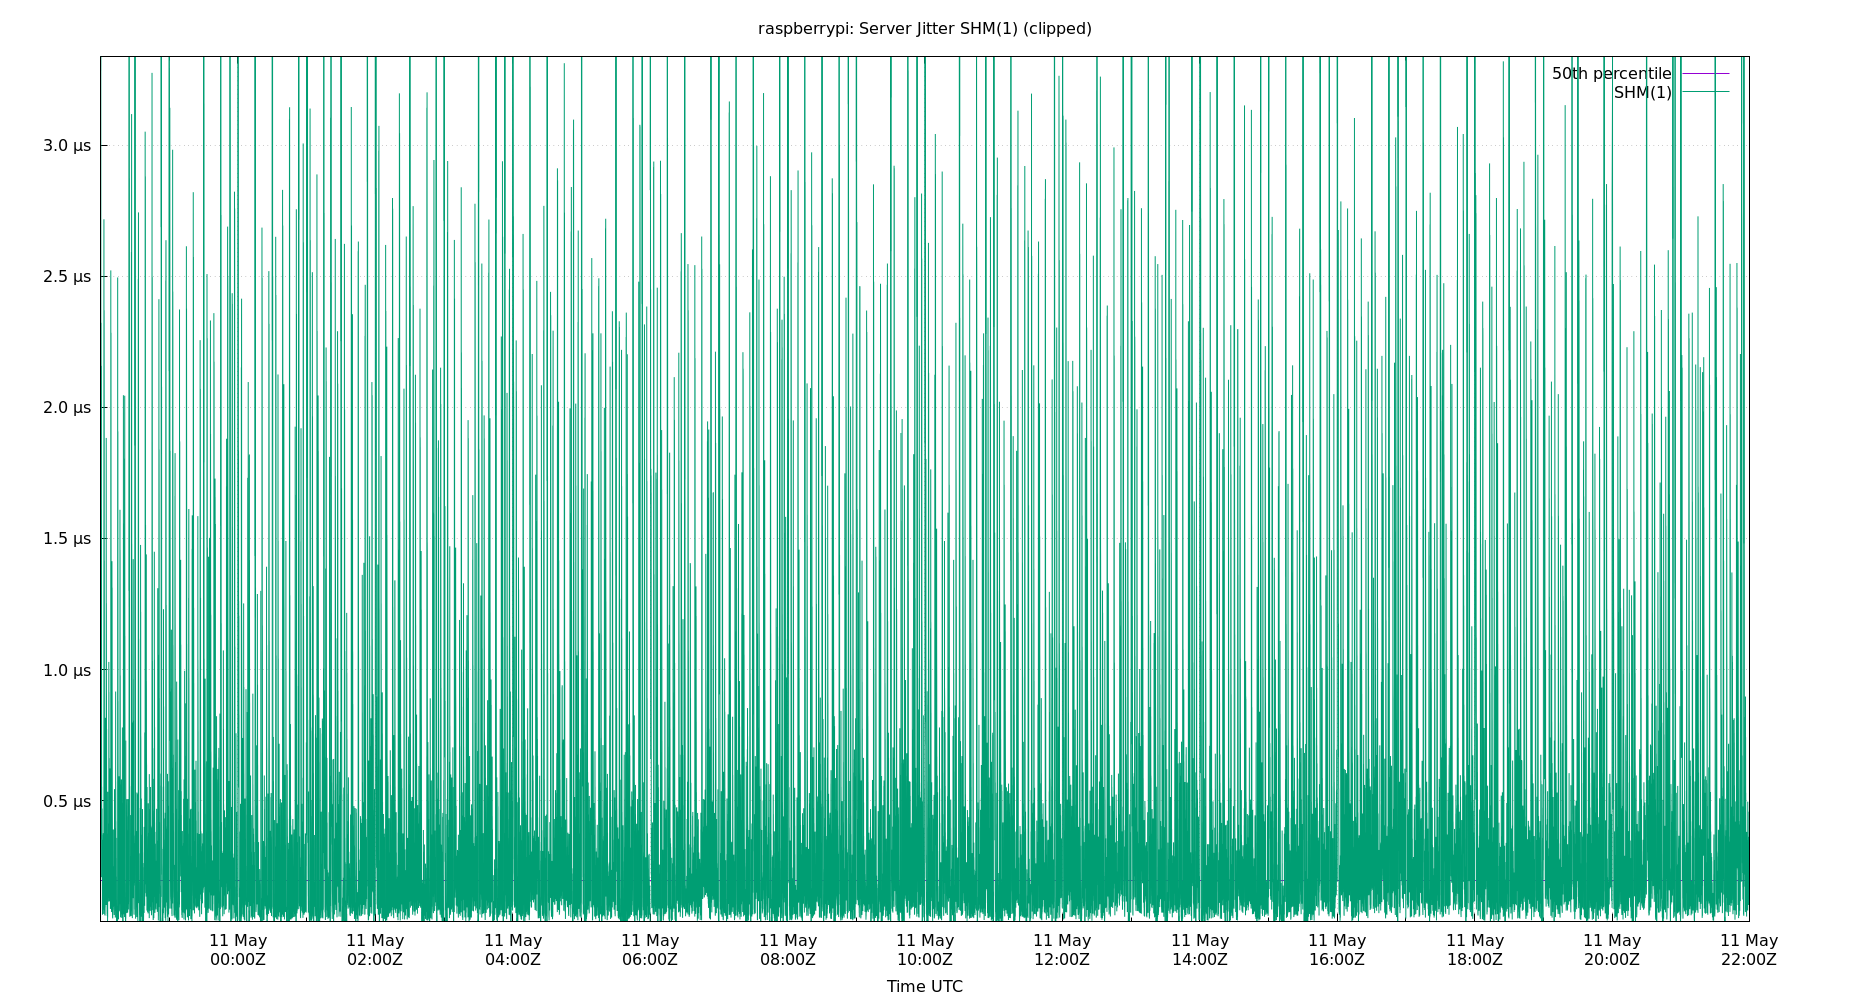 raspberrypi: Server Jitter SHM(1) (clipped)
50th percentile
SHM(1)
3.0 μs
2.5 μs
2.0 μs
1.5 μs
1.0 μs
0.5 μs
11 May 11 May 11 May 11 May 11 May 11 May 11 May 11 May 11 May 11 May 11 May 11 May
00:00Z 02:00Z 04:00Z 06:00Z 08:00Z 10:00Z 12:00Z 14:00Z 16:00Z 18:00Z 20:00Z 22:00Z
Time UTC